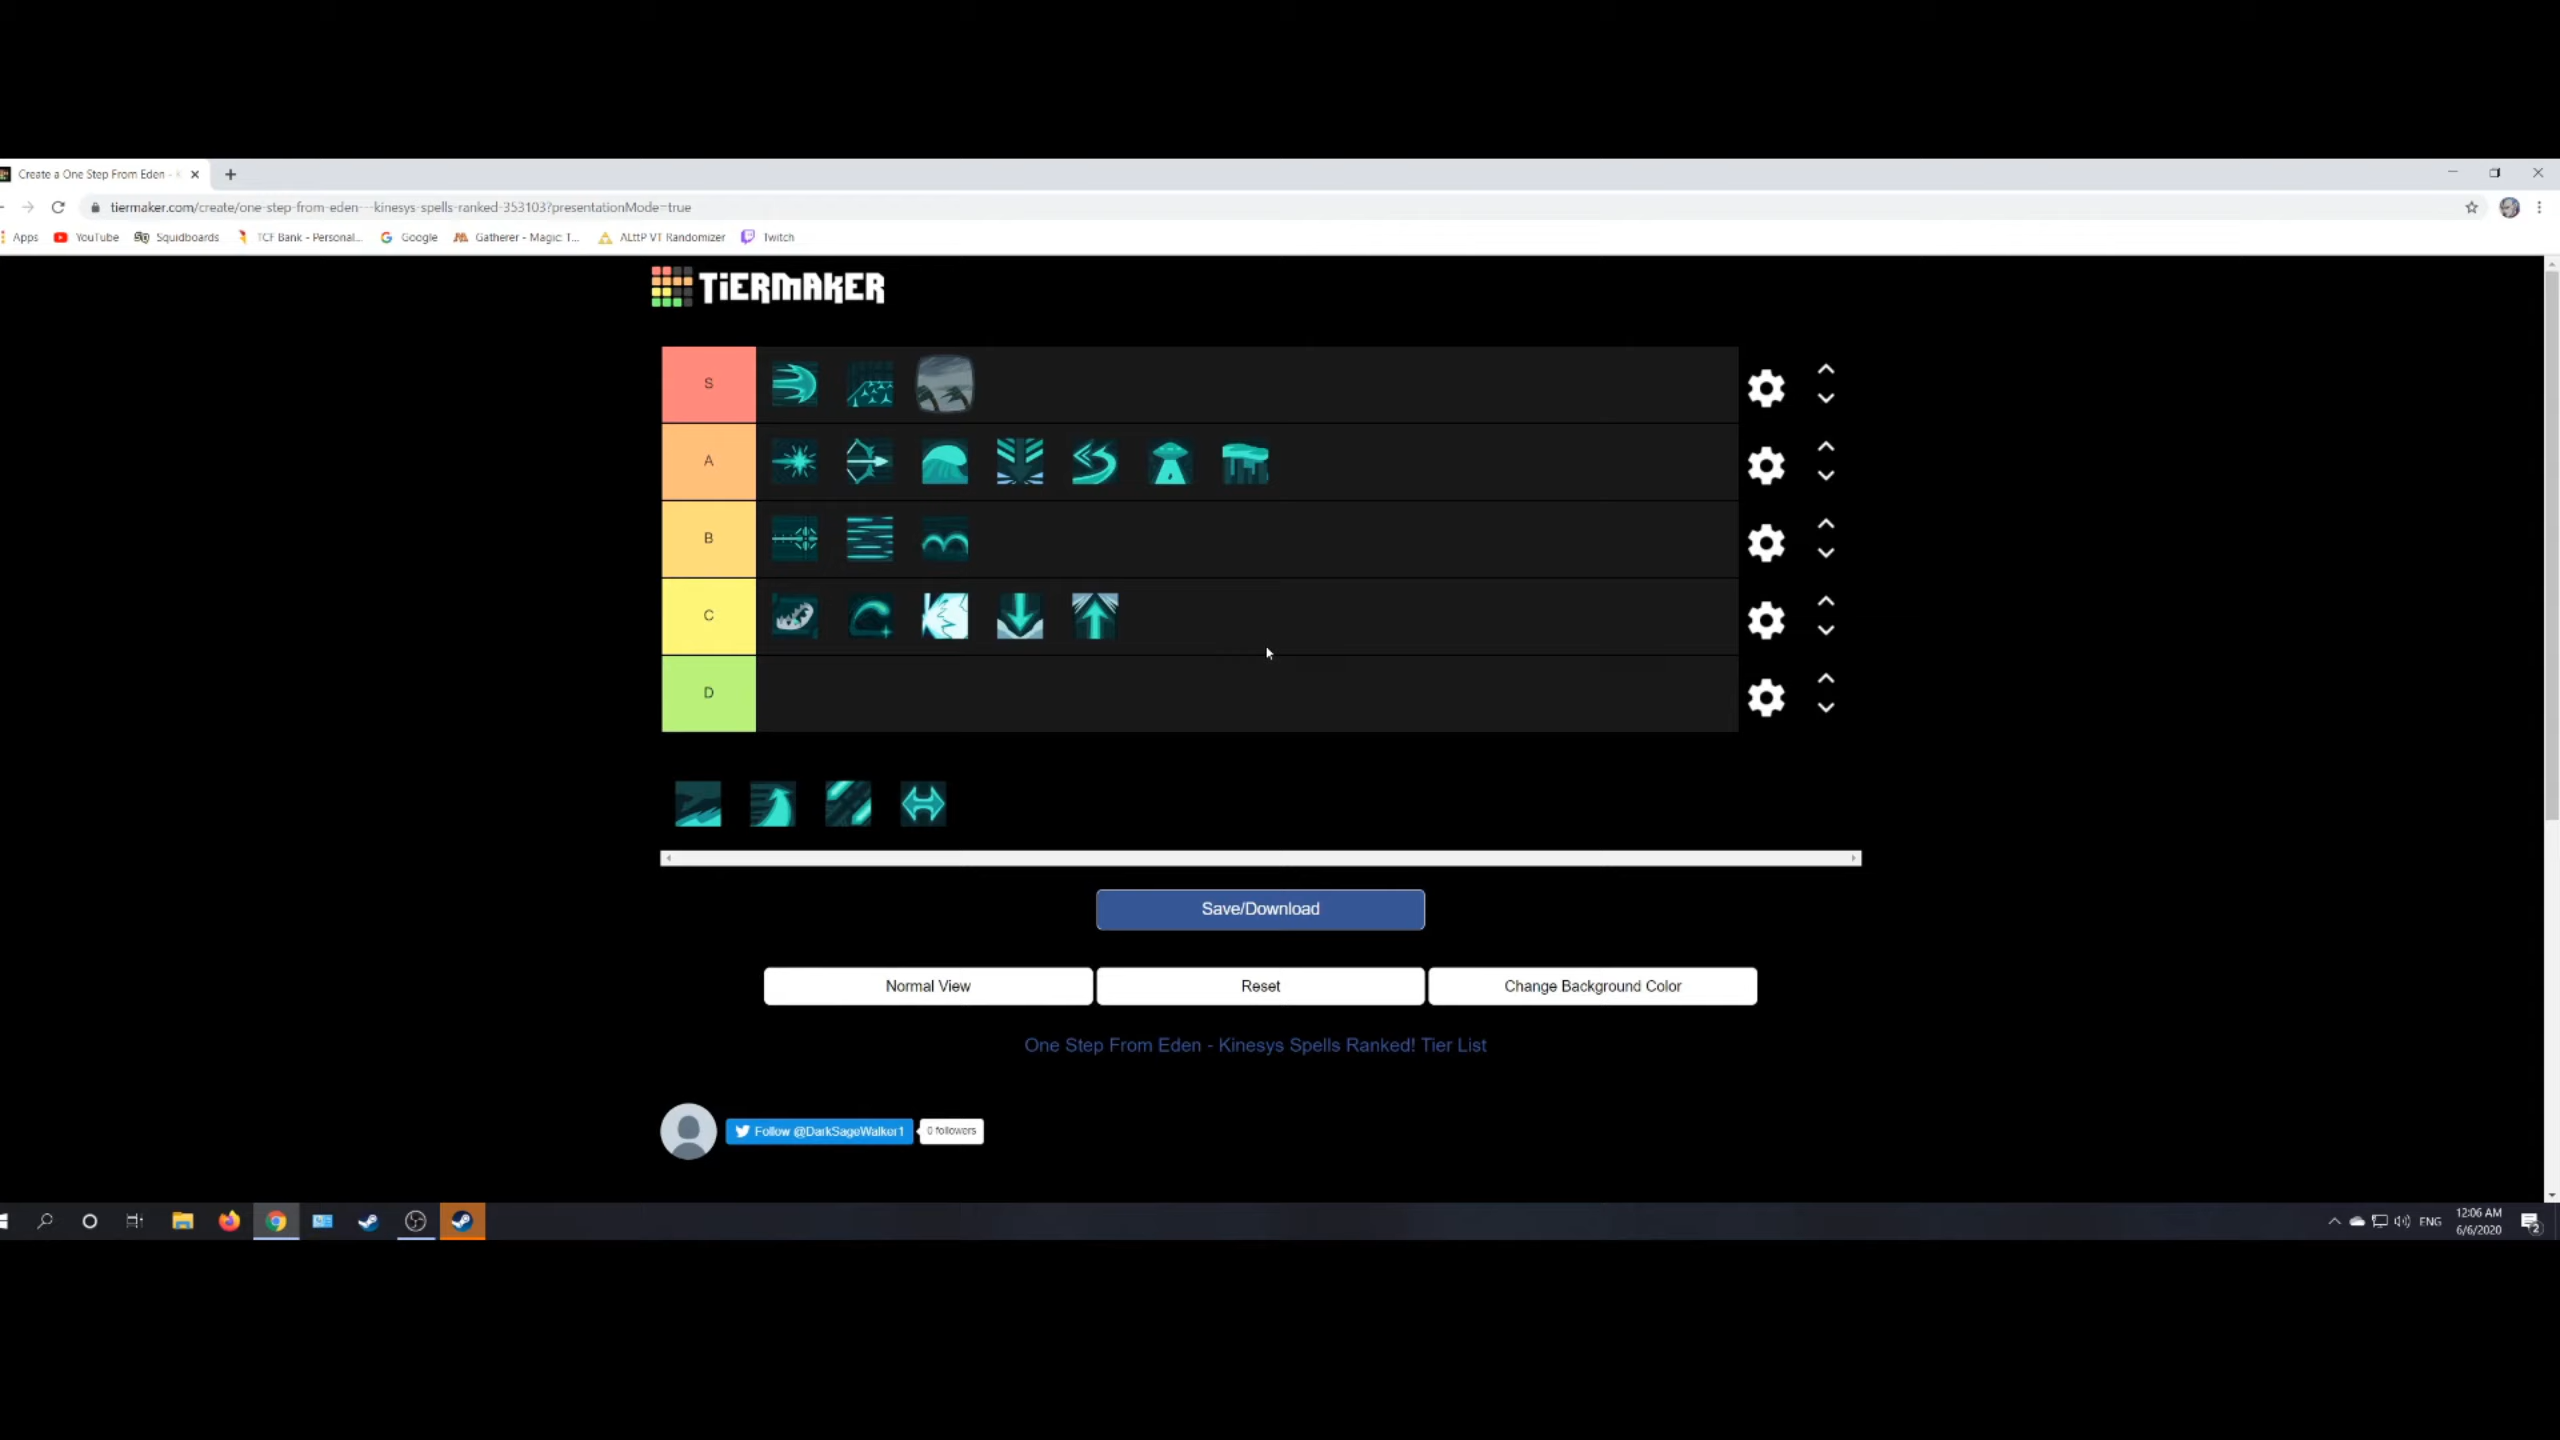 Create a One Step From Eden - K
tiermaker.com/create/one-step-from-eden---kinesys-spells-ranked-353103?presentationMode=true
Apps YouTube Squidboards TCF Bank - Personal... Google Gatherer - Magic: T... ALttP VT Randomizer Twitch
TiERMAKER
S
A
B
C
D
Save/Download
Normal View Reset Change Background Color
One Step From Eden - Kinesys Spells Ranked! Tier List
Follow @DarkSageWalker1 0 followers
ENG 12:06 AM
6/6/2020
2